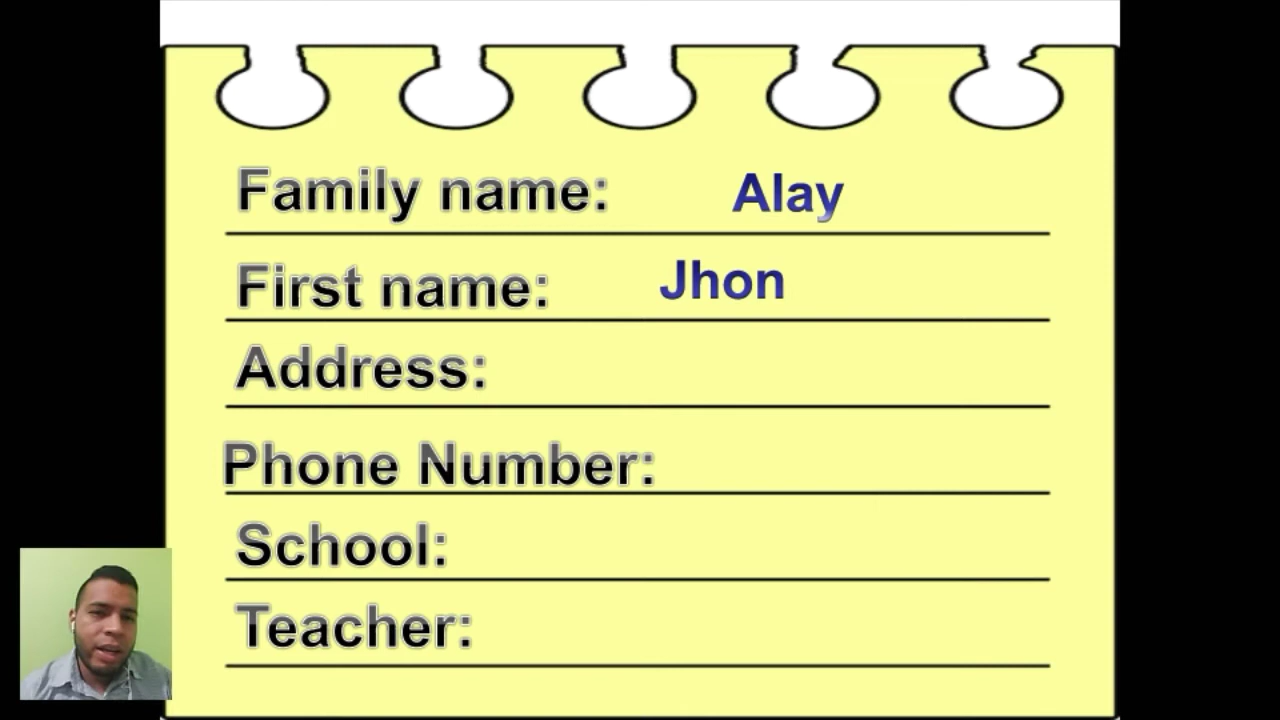 Family name: Alay
First name: Jhon
Address:
Phone Number:
School:
Teacher: